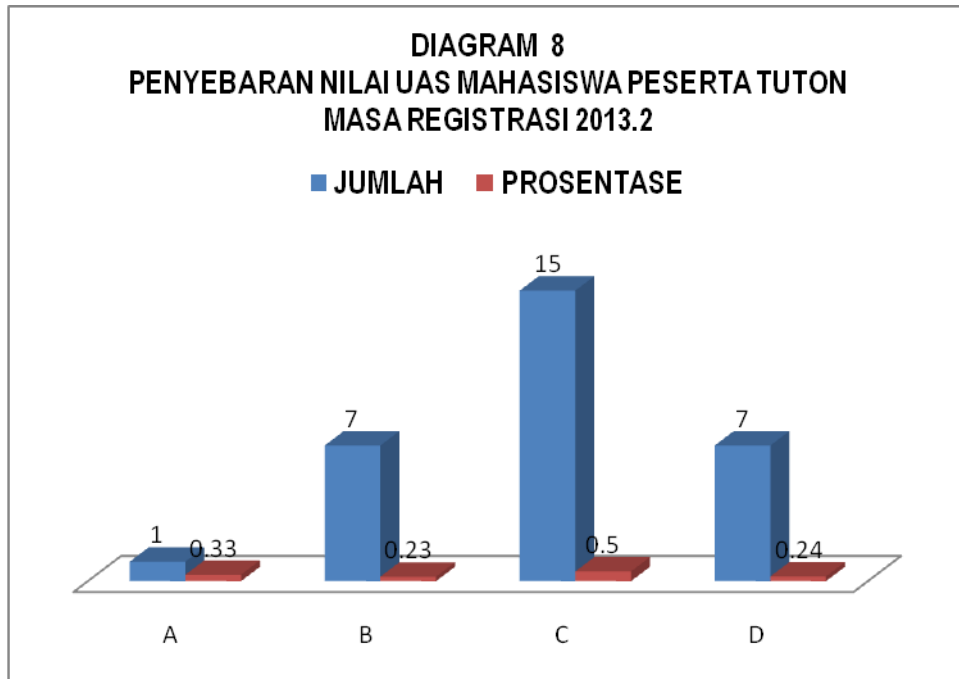 DIAGRAM 8
PENYEBARAN NILAI UAS MAHASISWA PESERTA TUTON
MASA REGISTRASI 2013.2
JUMLAH PROSENTASE
15
7 7
1 0.33 0.23 0.5 0.24
A B C D